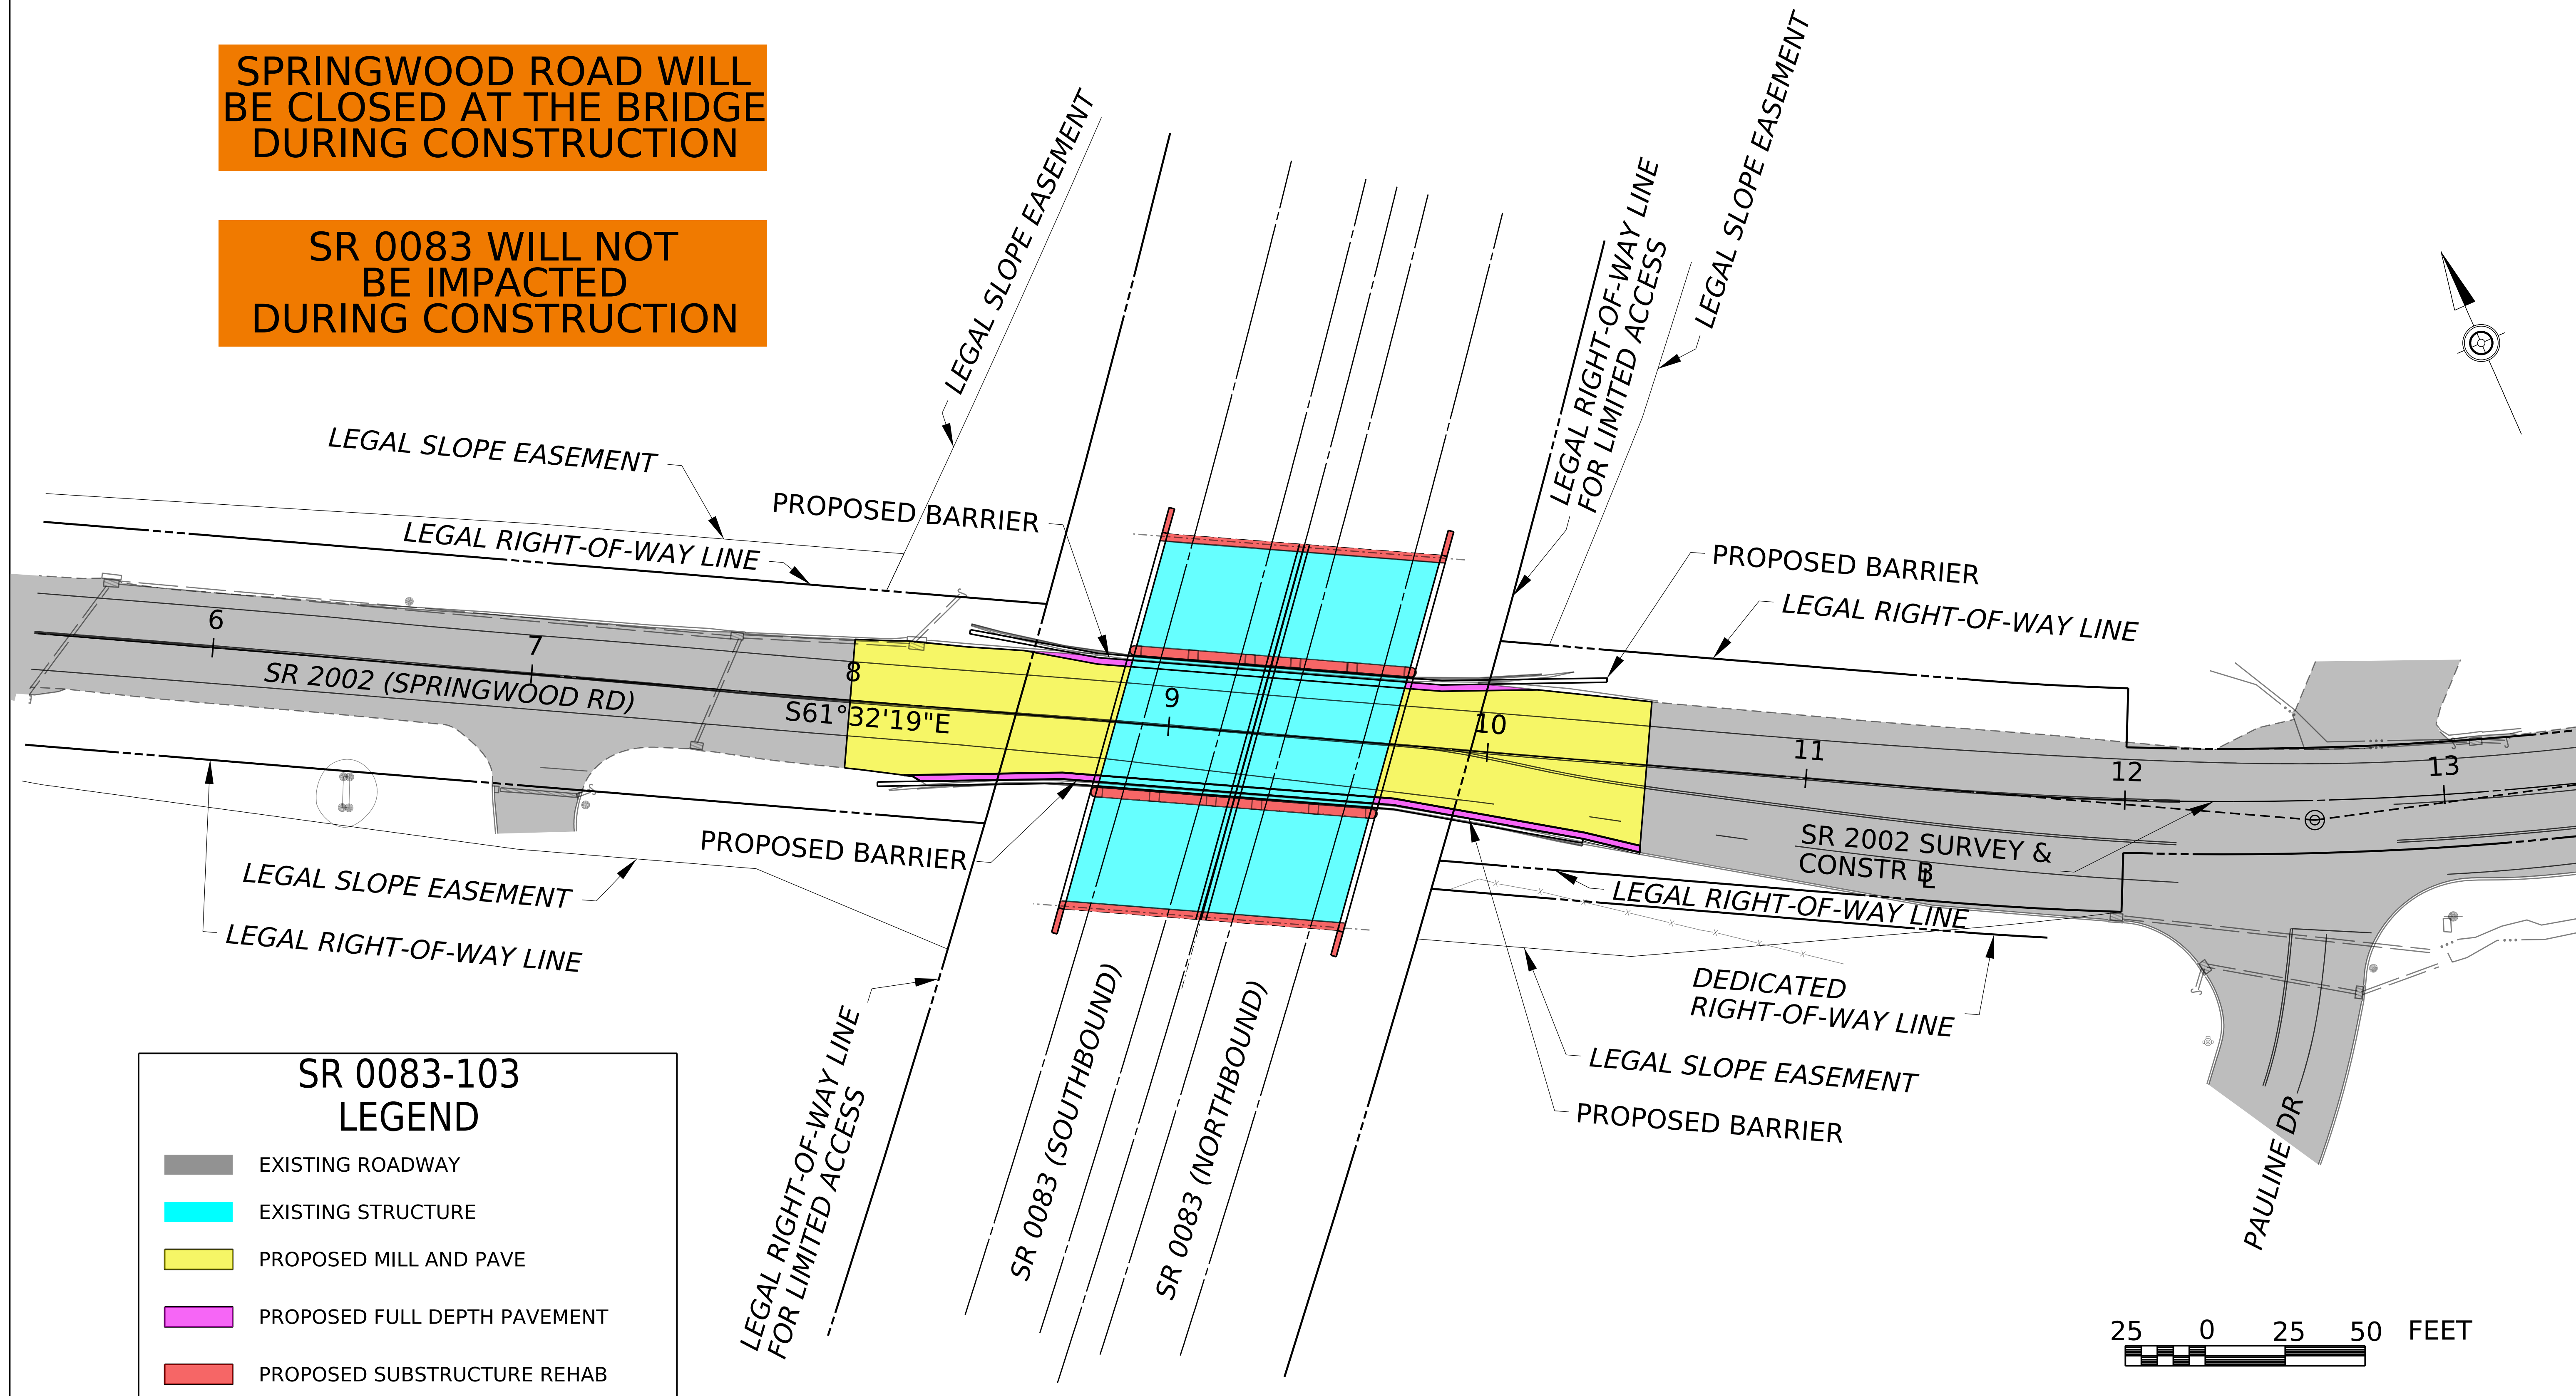 SPRINGWOOD ROAD WILL
BE CLOSED AT THE BRIDGE
DURING CONSTRUCTION
SR 0083 WILL NOT
BE IMPACTED
DURING CONSTRUCTION
LEGAL SLOPE EASEMENT
LEGAL RIGHT-OF-WAY LINE
FOR LIMITED ACCESS
LEGAL SLOPE EASEMENT
LEGAL SLOPE EASEMENT
LEGAL RIGHT-OF-WAY LINE
PROPOSED BARRIER
PROPOSED BARRIER
LEGAL RIGHT-OF-WAY LINE
6
7
8
9
10
11
12
13
SR 2002 (SPRINGWOOD RD)
S61°32'19"E
PROPOSED BARRIER
SR 2002 SURVEY &
CONSTR BL
LEGAL SLOPE EASEMENT
LEGAL RIGHT-OF-WAY LINE
LEGAL RIGHT-OF-WAY LINE
DEDICATED
RIGHT-OF-WAY LINE
LEGAL SLOPE EASEMENT
PROPOSED BARRIER
LEGAL RIGHT-OF-WAY LINE
FOR LIMITED ACCESS
SR 0083 (SOUTHBOUND)
SR 0083 (NORTHBOUND)
PAULINE DR
SR 0083-103
LEGEND
EXISTING ROADWAY
EXISTING STRUCTURE
PROPOSED MILL AND PAVE
PROPOSED FULL DEPTH PAVEMENT
PROPOSED SUBSTRUCTURE REHAB
25 0 25 50 FEET